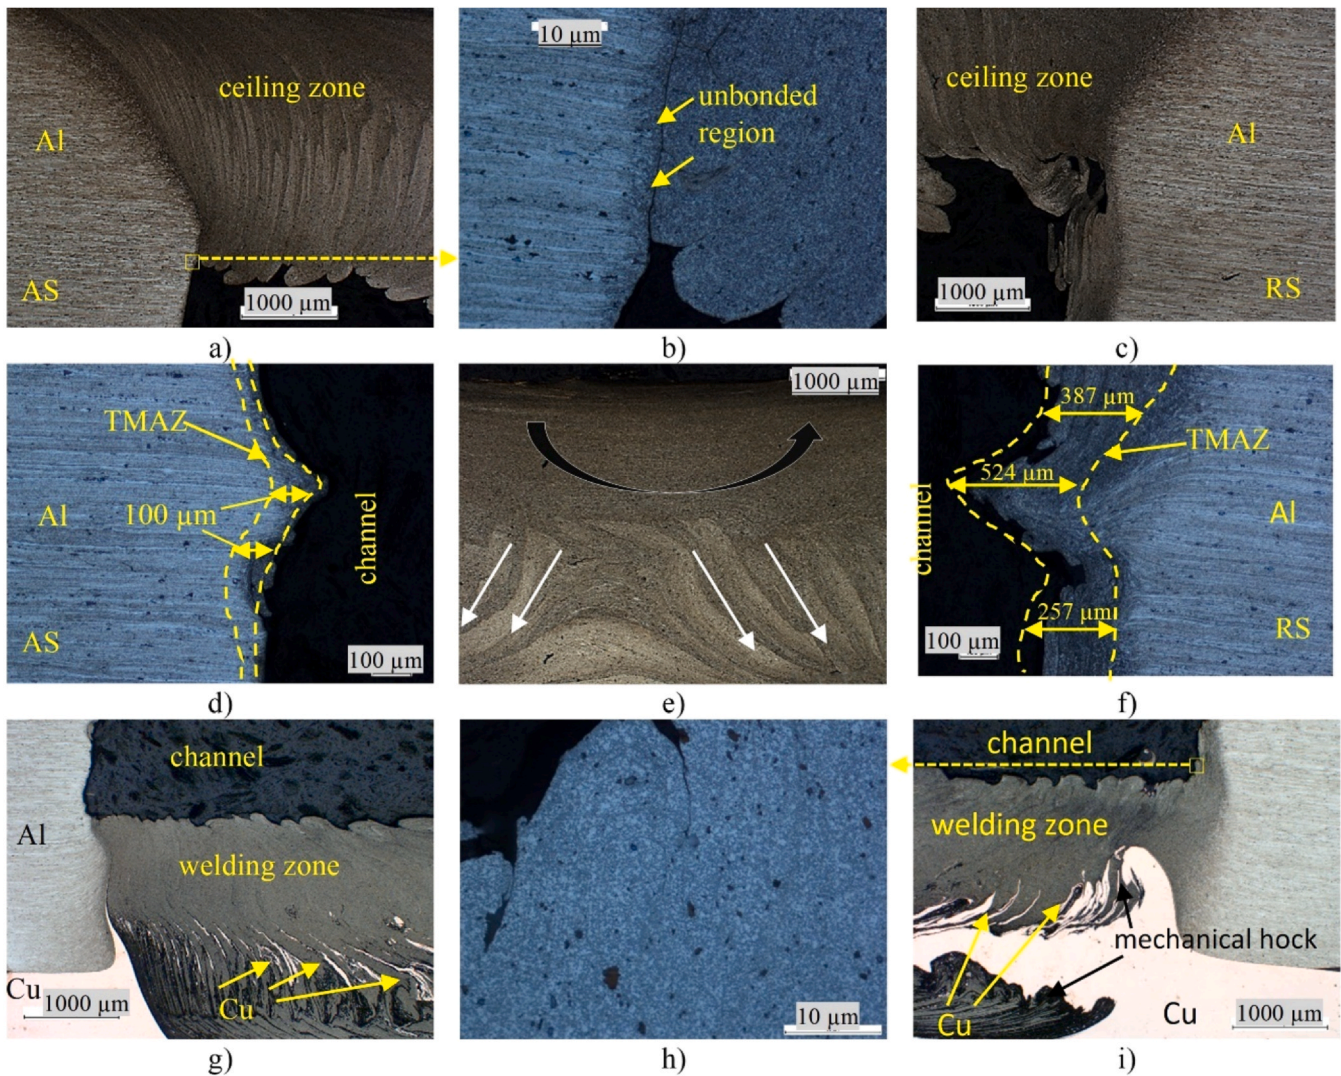 ceiling zone
Al
AS
1000 µm
a)
10 µm
unbonded
region
b)
ceiling zone
Al
1000 µm
RS
c)
TMAZ
Al
100 µm
channel
AS
100 µm
d)
1000 µm
e)
387 µm
TMAZ
524 µm
channel
Al
257 µm
RS
100 µm
f)
channel
Al
welding zone
Cu
Cu
1000 µm
g)
10 µm
h)
channel
welding zone
mechanical hock
Cu
Cu
1000 µm
i)